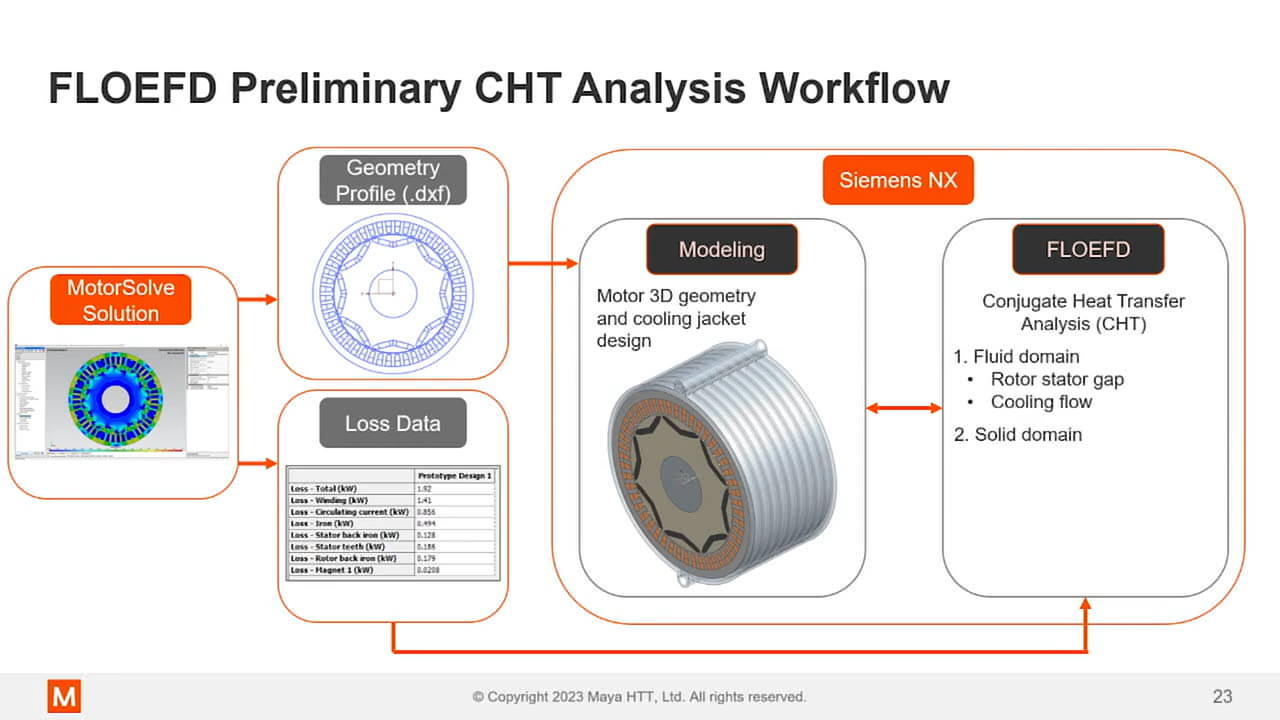 FLOEFD Preliminary CHT Analysis Workflow
MotorSolve
Solution
Geometry
Profile (.dxf)
Loss Data
Prototype Design 1
Loss - Total (kW) 1.92
Loss - Winding (kW) 1.41
Loss - Circulating current (kW) 0.856
Loss - Iron (kW) 0.494
Loss - Stator back iron (kW) 0.128
Loss - Stator teeth (kW) 0.186
Loss - Rotor back iron (kW) 0.179
Loss - Magnet 1 (kW) 0.0208
Siemens NX
Modeling
Motor 3D geometry
and cooling jacket
design
FLOEFD
Conjugate Heat Transfer
Analysis (CHT)
1. Fluid domain
• Rotor stator gap
• Cooling flow
2. Solid domain
M
© Copyright 2023 Maya HTT, Ltd. All rights reserved.
23